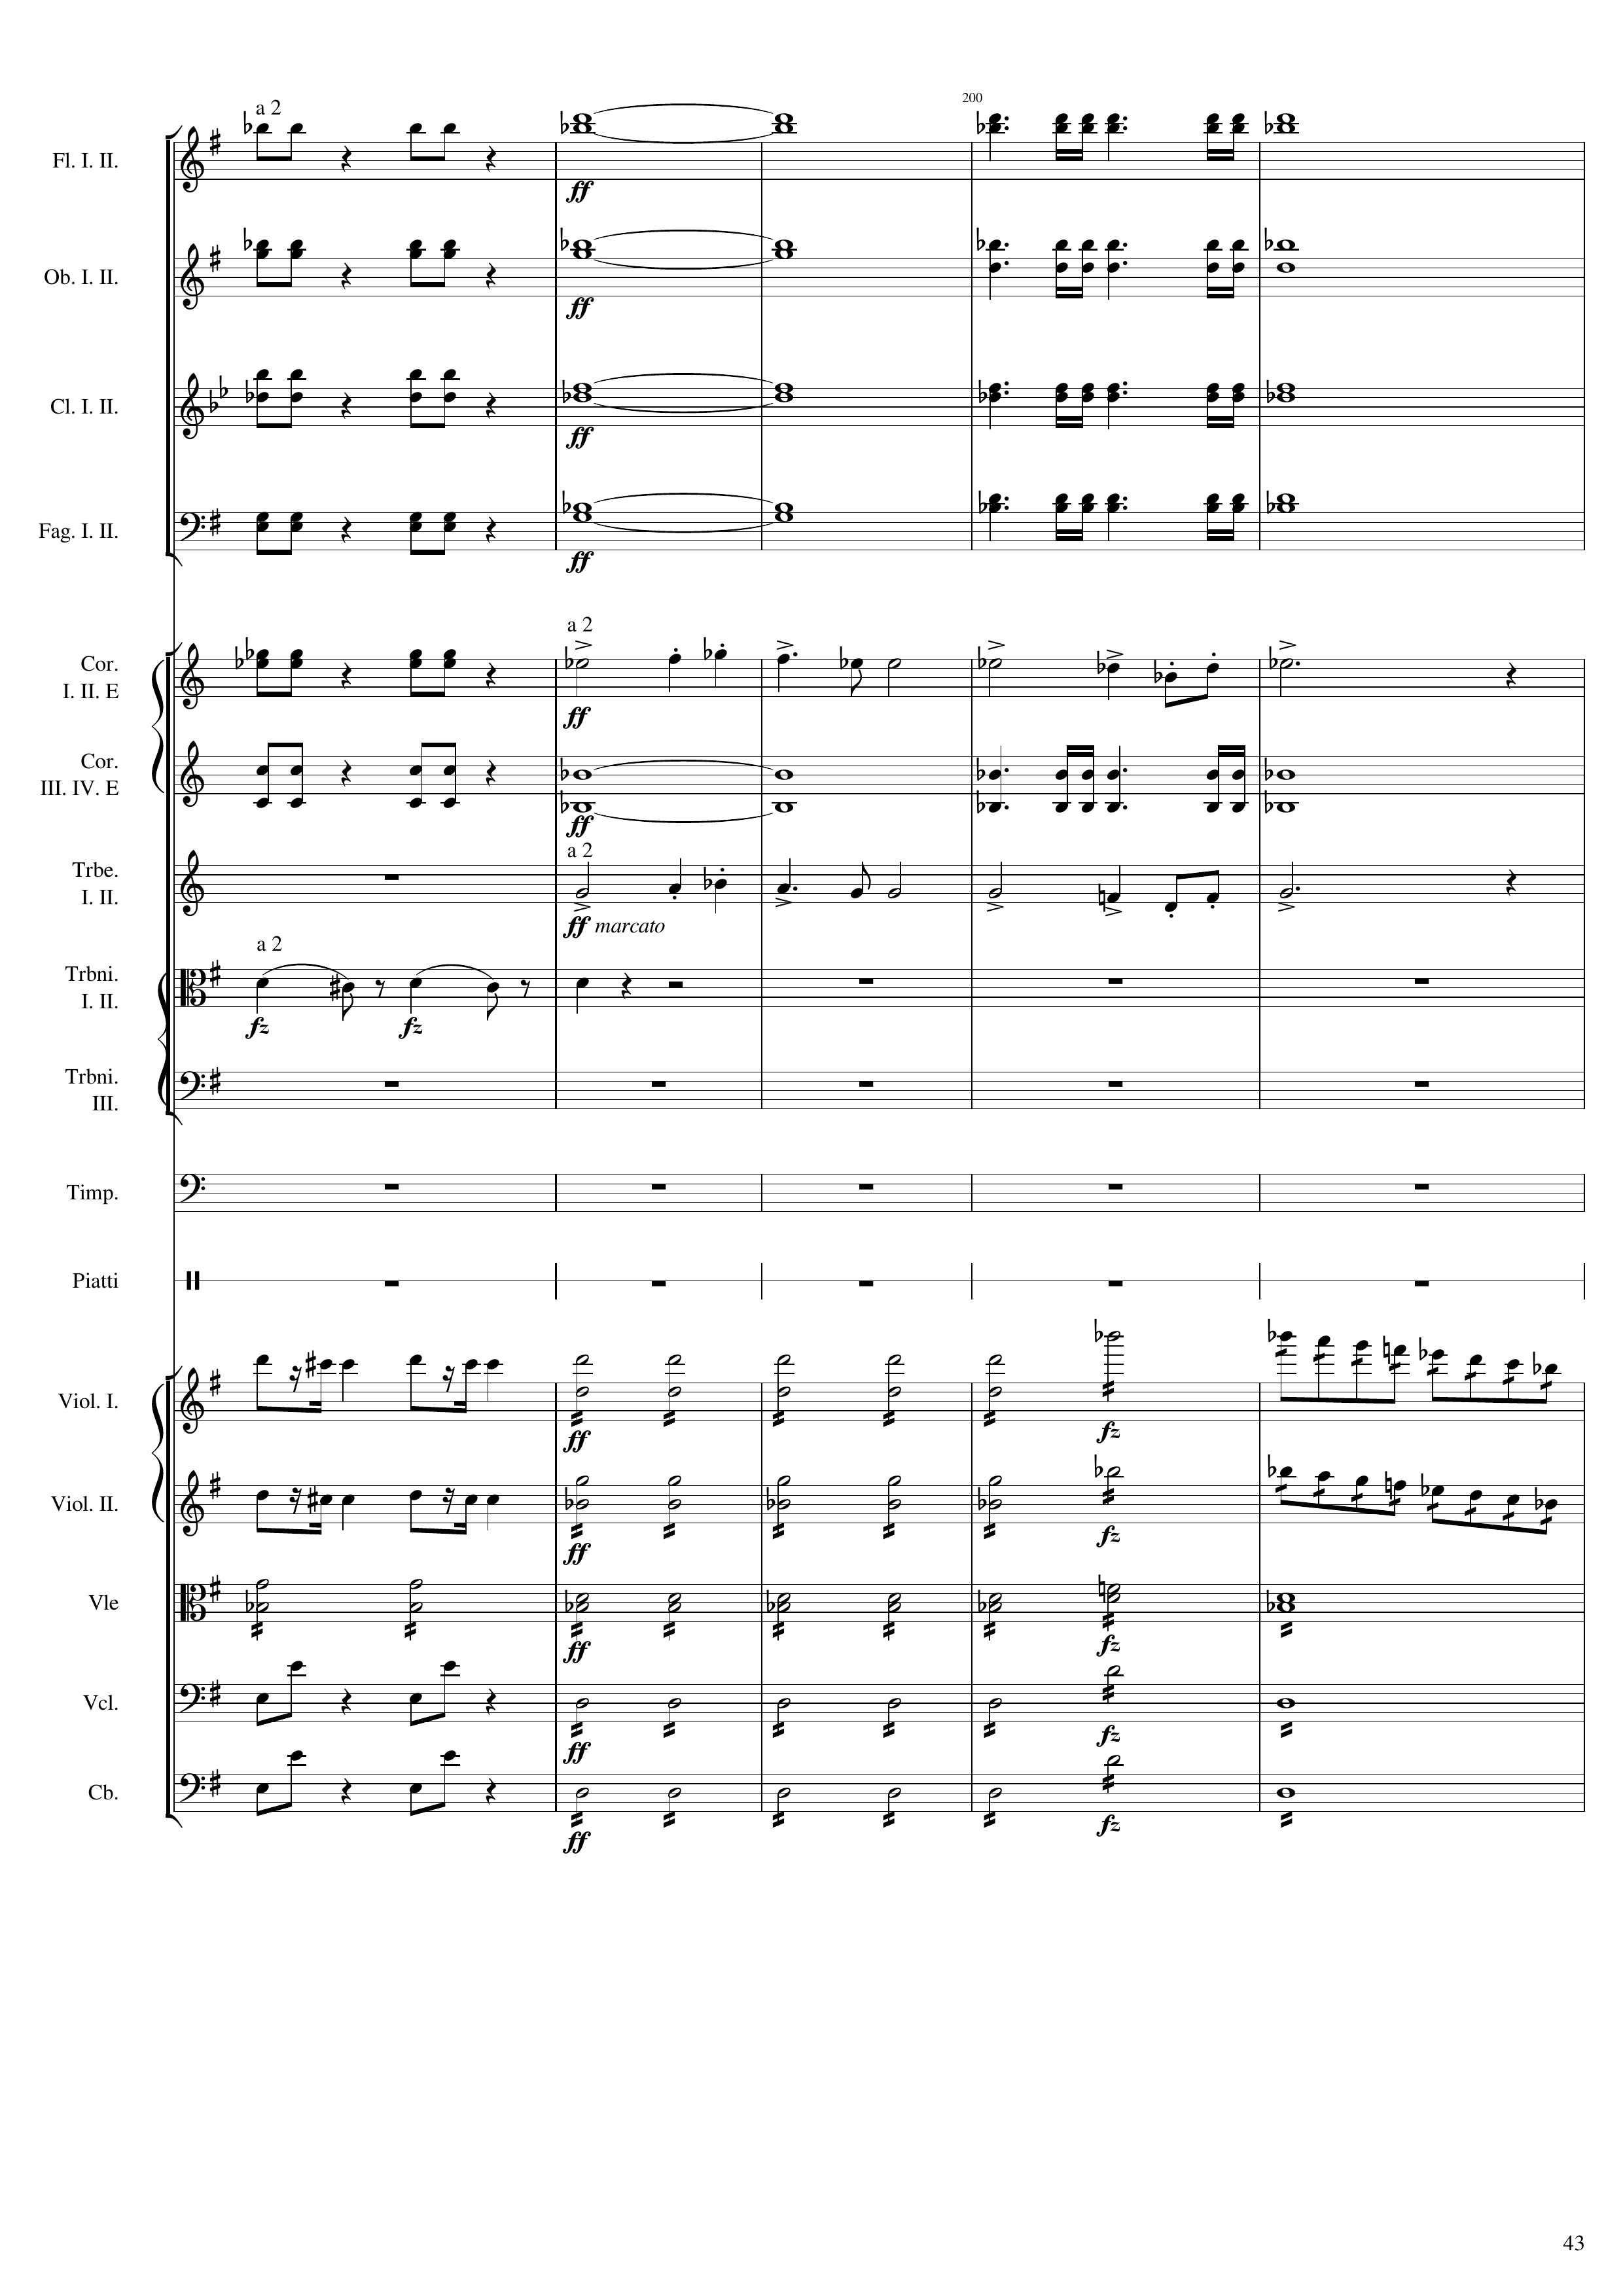 a 2
200
Fl. I. II.
ff
Ob. I. II.
ff
Cl. I. II.
ff
Fag. I. II.
ff
a 2
Cor.
I. II. E
ff
Cor.
III. IV. E
ff
a 2
Trbe.
I. II.
ff marcato
a 2
Trbni.
I. II.
fz fz
Trbni.
III.
Timp.
Piatti
Viol. I.
ff fz
Viol. II.
ff fz
Vle
ff fz
Vcl.
ff fz
Cb.
ff fz
43